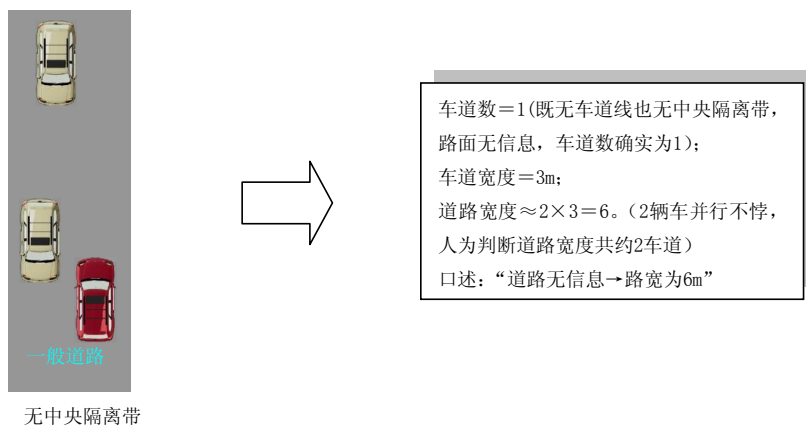 车道数＝1(既无车道线也无中央隔离带，
路面无信息，车道数确实为1)；
车道宽度＝3m；
道路宽度≈2×3＝6。（2辆车并行不悖，
人为判断道路宽度共约2车道）
口述：“道路无信息→路宽为6m”
一般道路
无中央隔离带